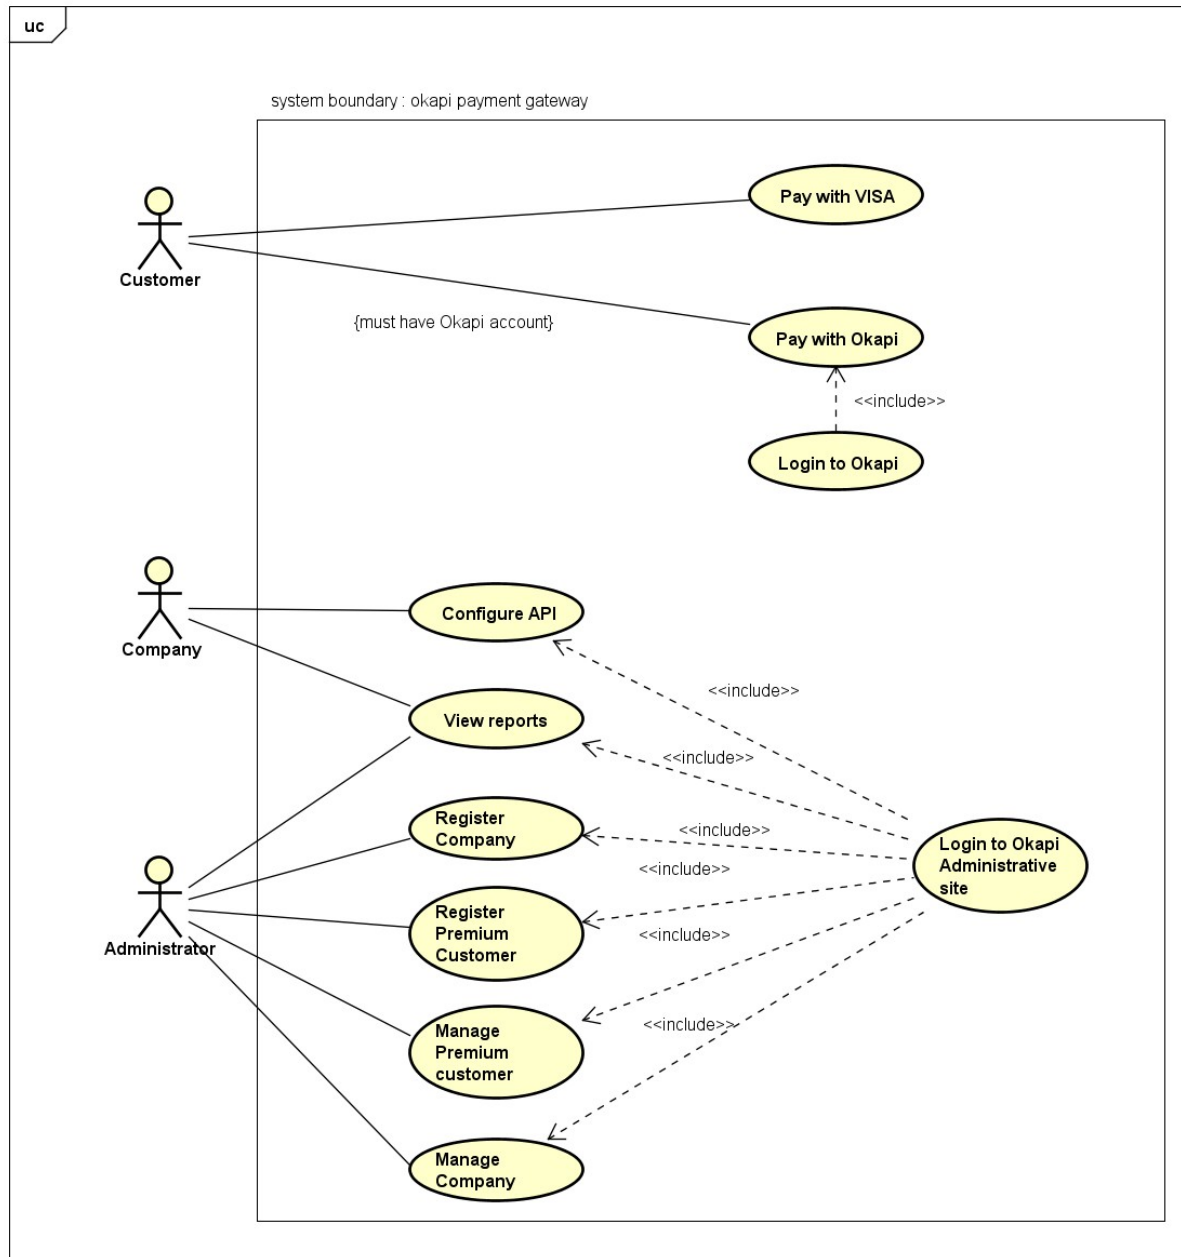 uc
system boundary : okapi payment gateway
Pay with VISA
Customer
{must have Okapi account}
Pay with Okapi
<<include>>
Login to Okapi
Configure API
Company
<<include>>
View reports
<<include>>
Register
Company
<<include>>
Login to Okapi
Administrative
site
<<include>>
Register
Premium
Customer
Administrator
<<include>>
Manage
Premium
customer
<<include>>
Manage
Company